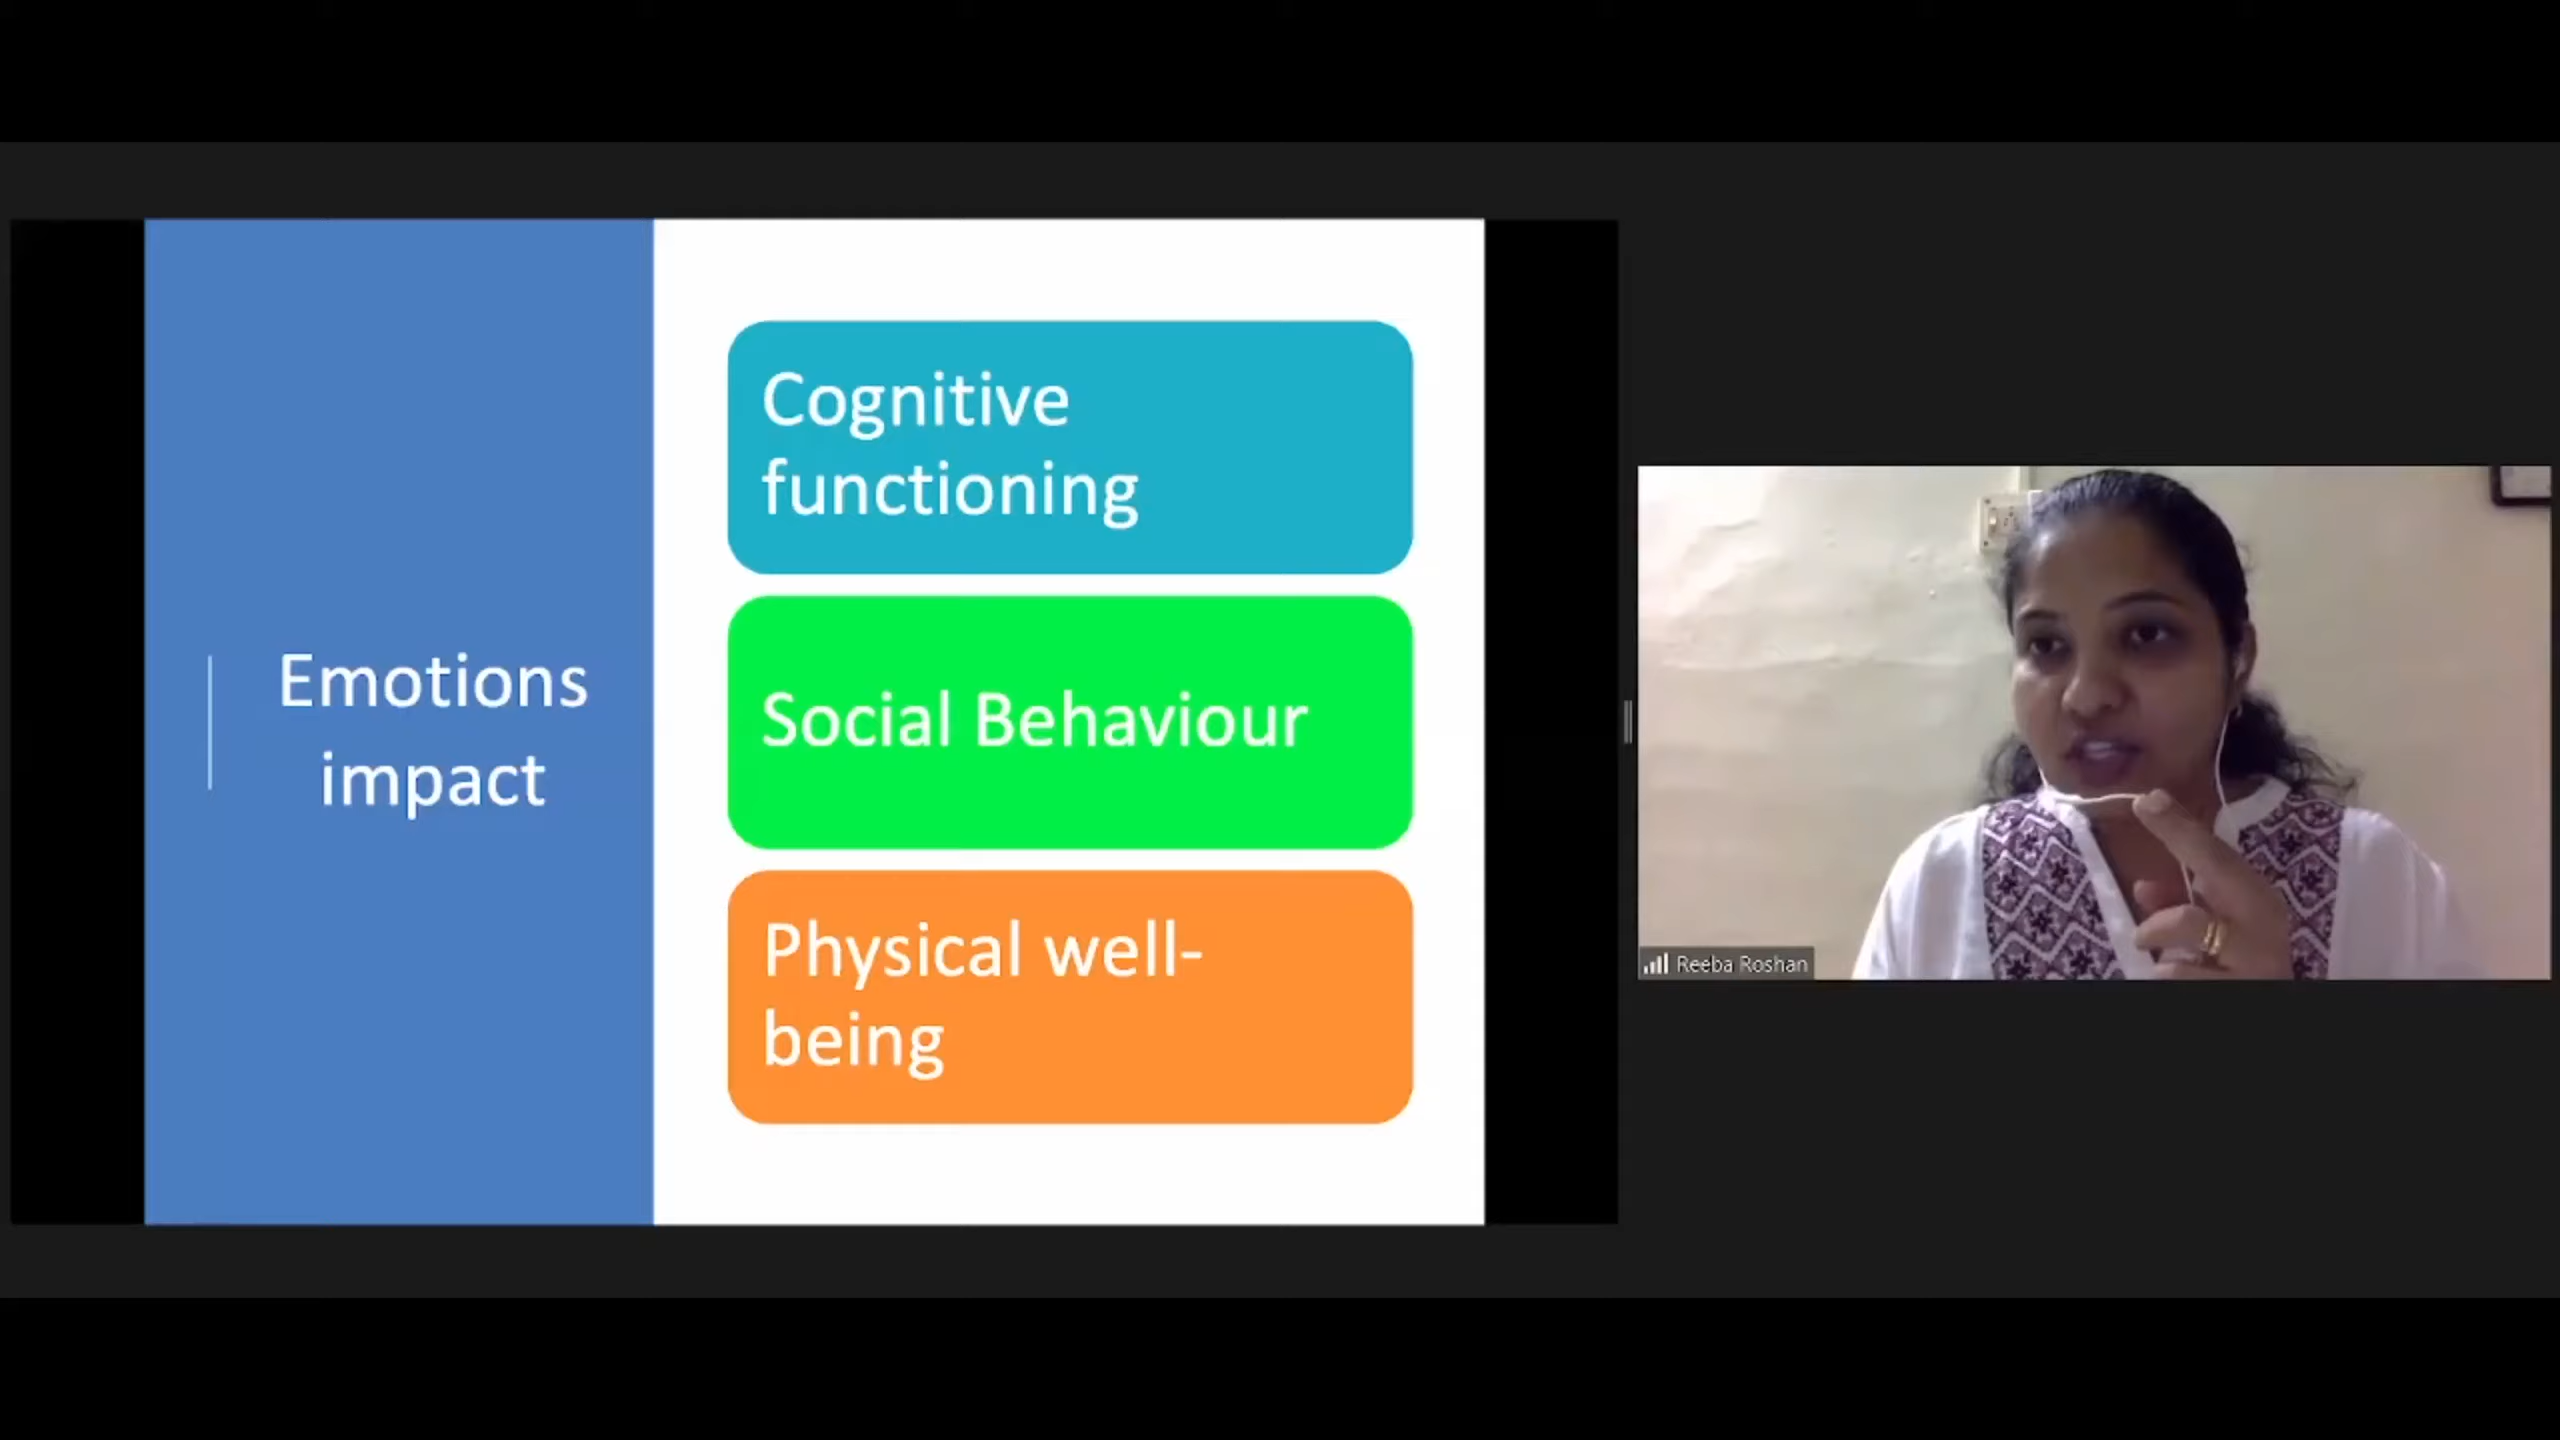 Emotions
impact
Cognitive
functioning
Social Behaviour
Physical well-
being
Reeba Roshan